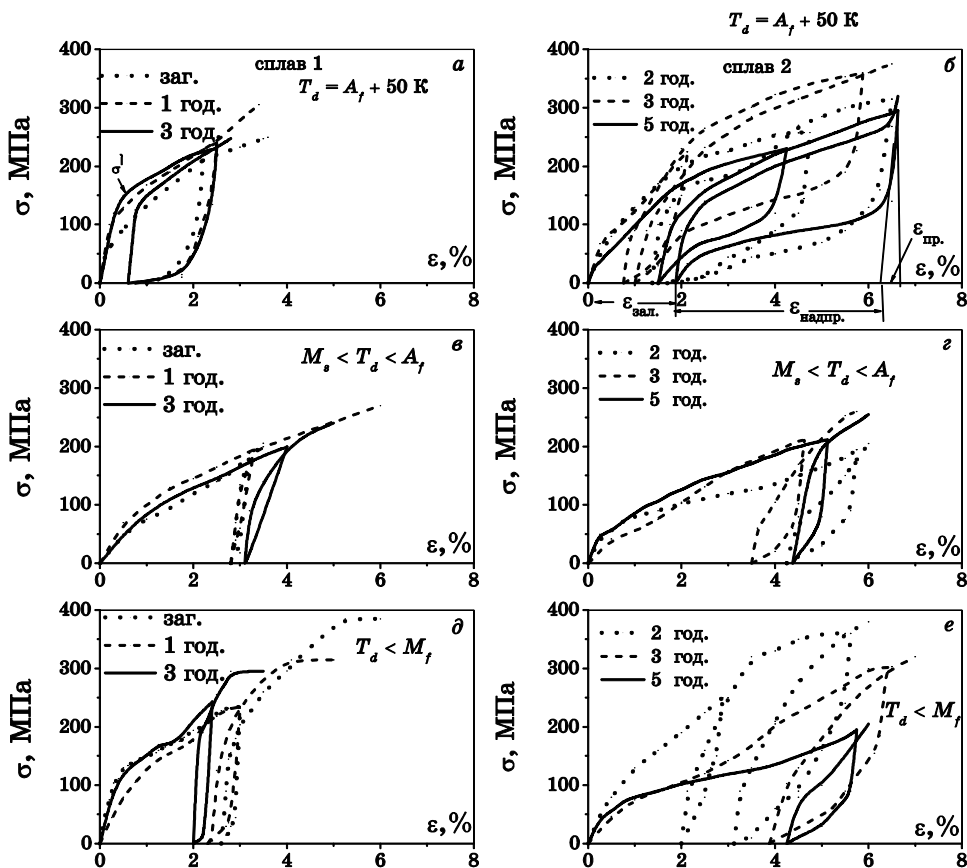 T_d = A_f + 50 К
400
300
200
100
0
σ, МПа
сплав 1
а
T_d = A_f + 50 К
заг.
1 год.
3 год.
σ
ε, %
0 2 4 6 8
400
300
200
100
0
σ, МПа
сплав 2
б
2 год.
3 год.
5 год.
ε пр.
ε, %
0 2 4 6 8
ε зал.
ε надпр.
400
300
200
100
0
σ, МПа
заг.
в
1 год.
3 год.
M_s < T_d < A_f
ε, %
0 2 4 6 8
400
300
200
100
0
σ, МПа
2 год.
г
3 год.
5 год.
M_s < T_d < A_f
ε, %
0 2 4 6 8
400
300
200
100
0
σ, МПа
заг.
д
1 год.
3 год.
T_d < M_f
ε, %
0 2 4 6 8
400
300
200
100
0
σ, МПа
2 год.
е
3 год.
5 год.
T_d < M_f
ε, %
0 2 4 6 8